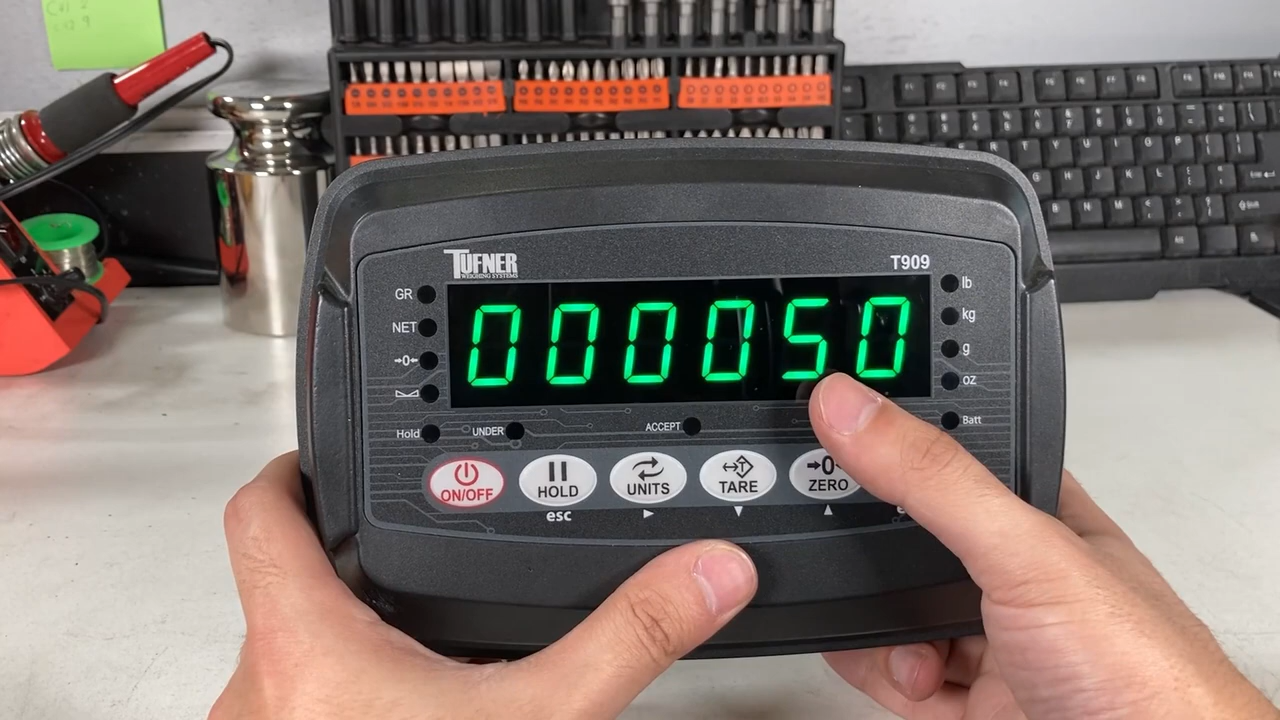 TUFNER
WEIGHING SYSTEMS
T909
GR
NET
→0←
Hold
UNDER
ACCEPT
lb
kg
g
oz
Batt
000050
ON/OFF
HOLD
UNITS
TARE
→0
ZERO
esc